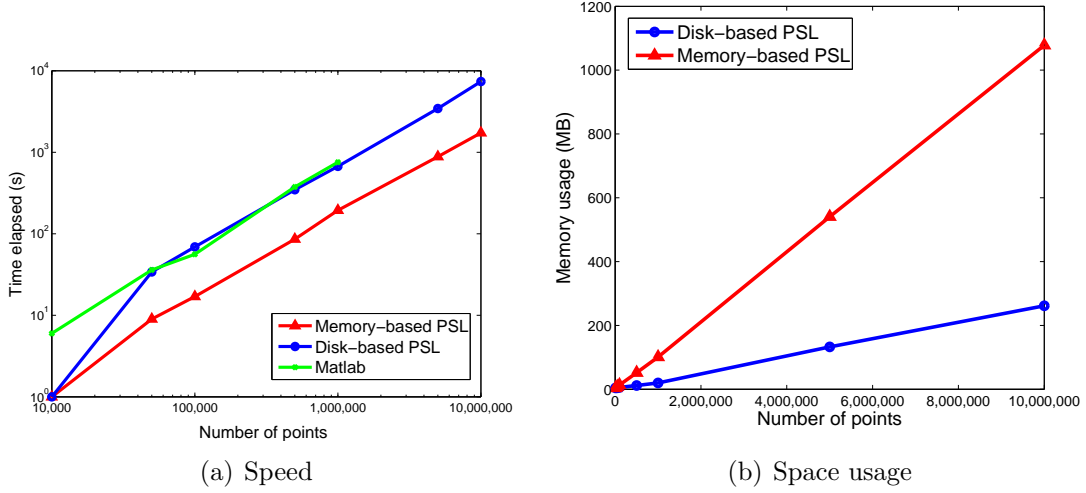 10^4
10^3
10^2
10^1
10^0
Time elapsed (s)
10,000
100,000
1,000,000
10,000,000
Number of points
Memory-based PSL
Disk-based PSL
Matlab
(a) Speed
1200
1000
800
600
400
200
0
Memory usage (MB)
Disk-based PSL
Memory-based PSL
0
2,000,000
4,000,000
6,000,000
8,000,000
10,000,000
Number of points
(b) Space usage